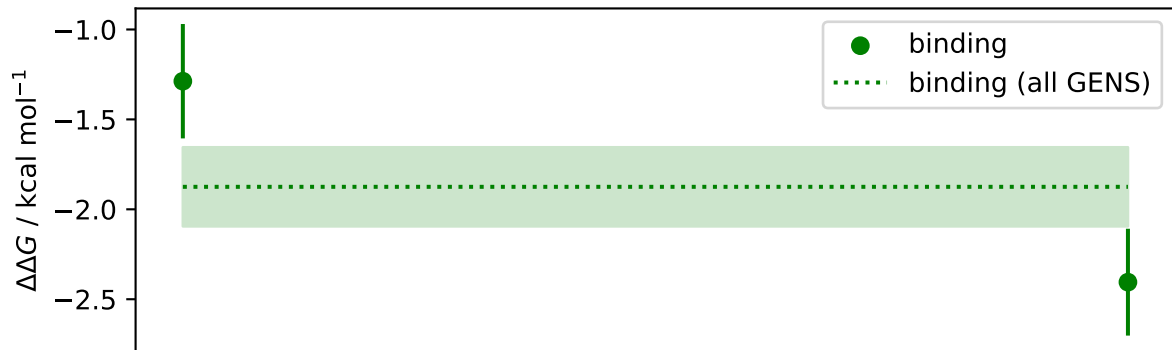 ΔΔG / kcal mol⁻¹
−1.0
−1.5
−2.0
−2.5
binding
binding (all GENS)